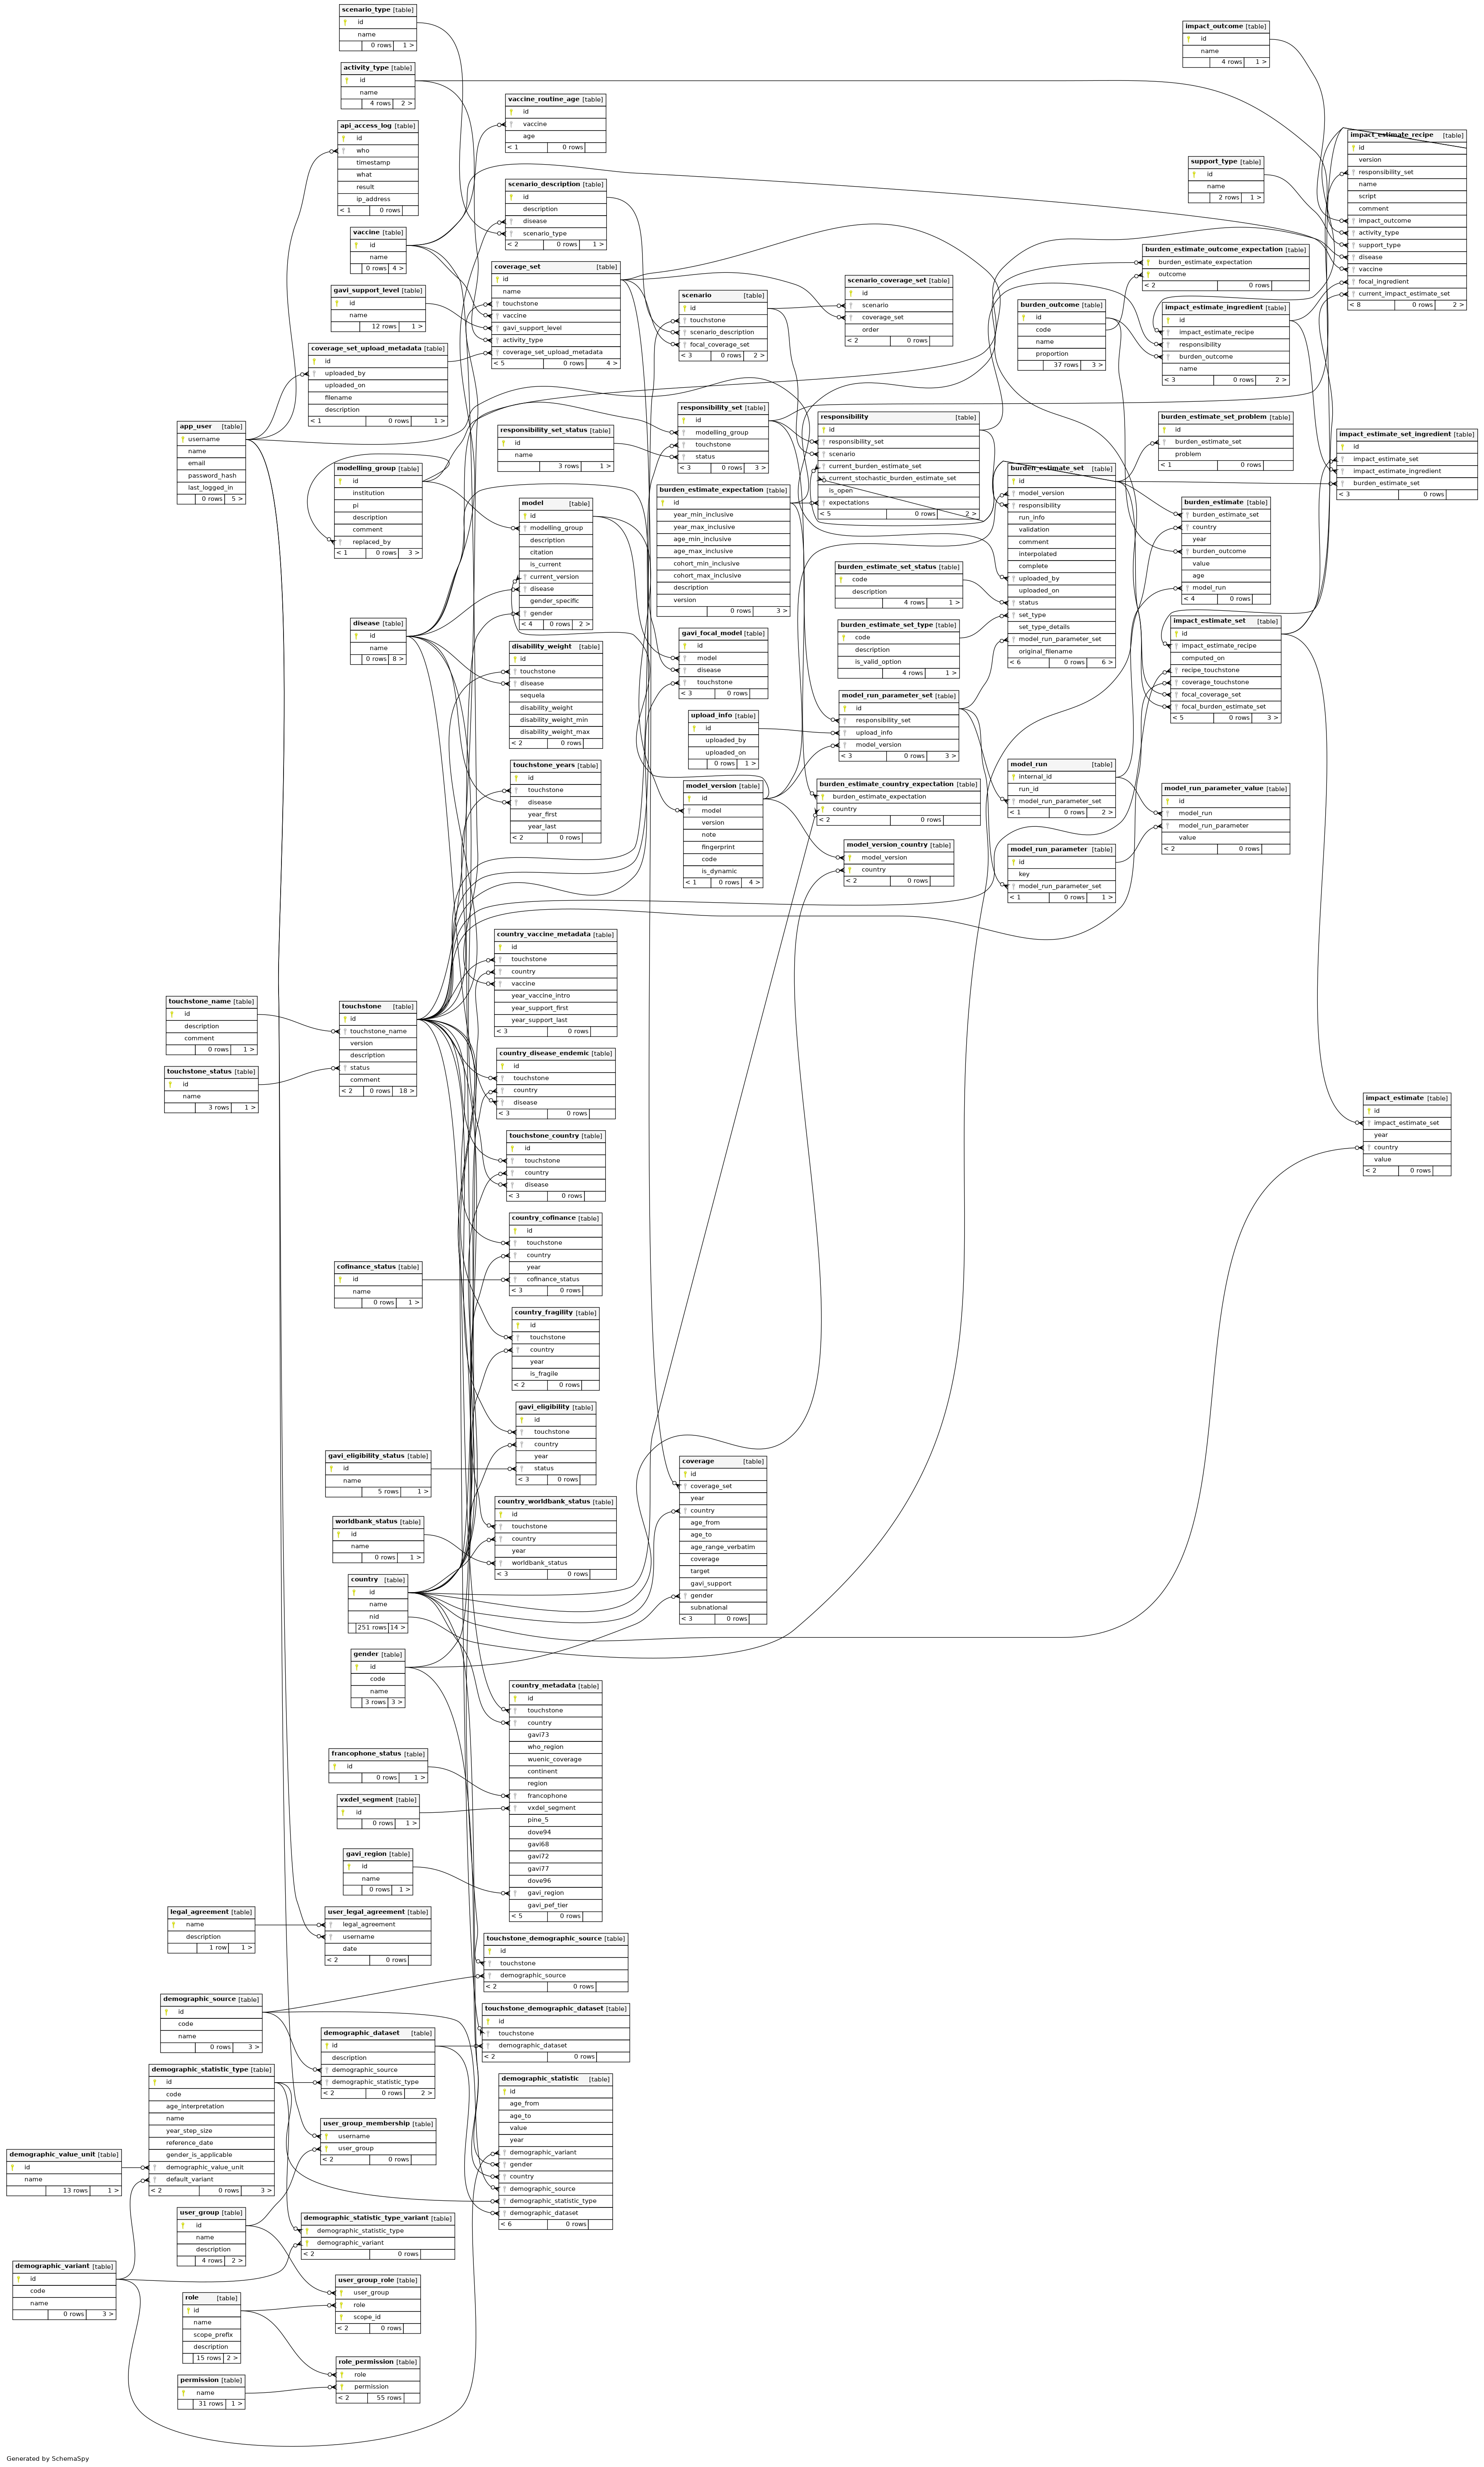 scenario_type [table]
id
name
0 rows 1 >
activity_type [table]
id
name
4 rows 2 >
api_access_log [table]
id
who
timestamp
what
result
ip_address
< 1 0 rows
vaccine [table]
id
name
0 rows 4 >
gavi_support_level [table]
id
name
12 rows 1 >
coverage_set_upload_metadata [table]
id
uploaded_by
uploaded_on
filename
description
< 1 0 rows 1 >
app_user [table]
username
name
email
password_hash
last_logged_in
0 rows 5 >
modelling_group [table]
id
institution
pi
description
comment
replaced_by
< 1 0 rows 3 >
disease [table]
id
name
0 rows 8 >
touchstone_name [table]
id
description
comment
0 rows 1 >
touchstone_status [table]
id
name
3 rows 1 >
touchstone [table]
id
touchstone_name
version
description
status
comment
< 2 0 rows 18 >
cofinance_status [table]
id
name
0 rows 1 >
gavi_eligibility_status [table]
id
name
5 rows 1 >
worldbank_status [table]
id
name
0 rows 1 >
country [table]
id
name
nid
251 rows 14 >
gender [table]
id
code
name
3 rows 3 >
francophone_status [table]
id
0 rows 1 >
vxdel_segment [table]
id
0 rows 1 >
gavi_region [table]
id
name
0 rows 1 >
legal_agreement [table]
name
description
1 row 1 >
user_legal_agreement [table]
legal_agreement
username
date
< 2 0 rows
demographic_source [table]
id
code
name
0 rows 3 >
demographic_dataset [table]
id
description
demographic_source
demographic_statistic_type
< 2 0 rows 2 >
demographic_statistic_type [table]
id
code
age_interpretation
name
year_step_size
reference_date
gender_is_applicable
demographic_value_unit
default_variant
< 2 0 rows 3 >
user_group_membership [table]
username
user_group
< 2 0 rows
demographic_value_unit [table]
id
name
13 rows 1 >
user_group [table]
id
name
description
4 rows 2 >
demographic_statistic_type_variant [table]
demographic_statistic_type
demographic_variant
< 2 0 rows
demographic_variant [table]
id
code
name
0 rows 3 >
user_group_role [table]
user_group
role
scope_id
< 2 0 rows
role [table]
id
name
scope_prefix
description
15 rows 2 >
role_permission [table]
role
permission
< 2 55 rows
permission [table]
name
31 rows 1 >
vaccine_routine_age [table]
id
vaccine
age
< 1 0 rows
scenario_description [table]
id
description
disease
scenario_type
< 2 0 rows 1 >
coverage_set [table]
id
name
touchstone
vaccine
gavi_support_level
activity_type
coverage_set_upload_metadata
< 5 0 rows 4 >
responsibility_set_status [table]
id
name
3 rows 1 >
model [table]
id
modelling_group
description
citation
is_current
current_version
disease
gender_specific
gender
< 4 0 rows 2 >
disability_weight [table]
id
touchstone
disease
sequela
disability_weight
disability_weight_min
disability_weight_max
< 2 0 rows
touchstone_years [table]
id
touchstone
disease
year_first
year_last
< 2 0 rows
country_vaccine_metadata [table]
id
touchstone
country
vaccine
year_vaccine_intro
year_support_first
year_support_last
< 3 0 rows
country_disease_endemic [table]
id
touchstone
country
disease
< 3 0 rows
touchstone_country [table]
id
touchstone
country
disease
< 3 0 rows
country_cofinance [table]
id
touchstone
country
year
cofinance_status
< 3 0 rows
country_fragility [table]
id
touchstone
country
year
is_fragile
< 2 0 rows
gavi_eligibility [table]
id
touchstone
country
year
status
< 3 0 rows
country_worldbank_status [table]
id
touchstone
country
year
worldbank_status
< 3 0 rows
country_metadata [table]
id
touchstone
country
gavi73
who_region
wuenic_coverage
continent
region
francophone
vxdel_segment
pine_5
dove94
gavi68
gavi72
gavi77
dove96
gavi_region
gavi_pef_tier
< 5 0 rows
touchstone_demographic_source [table]
id
touchstone
demographic_source
< 2 0 rows
touchstone_demographic_dataset [table]
id
touchstone
demographic_dataset
< 2 0 rows
demographic_statistic [table]
id
age_from
age_to
value
year
demographic_variant
gender
country
demographic_source
demographic_statistic_type
demographic_dataset
< 6 0 rows
scenario [table]
id
touchstone
scenario_description
focal_coverage_set
< 3 0 rows 2 >
responsibility_set [table]
id
modelling_group
touchstone
status
< 3 0 rows 3 >
burden_estimate_expectation [table]
id
year_min_inclusive
year_max_inclusive
age_min_inclusive
age_max_inclusive
cohort_min_inclusive
cohort_max_inclusive
description
version
0 rows 3 >
gavi_focal_model [table]
id
model
disease
touchstone
< 3 0 rows
upload_info [table]
id
uploaded_by
uploaded_on
0 rows 1 >
model_version [table]
id
model
version
note
fingerprint
code
is_dynamic
< 1 0 rows 4 >
coverage [table]
id
coverage_set
year
country
age_from
age_to
age_range_verbatim
coverage
target
gavi_support
gender
subnational
< 3 0 rows
scenario_coverage_set [table]
id
scenario
coverage_set
order
< 2 0 rows
responsibility [table]
id
responsibility_set
scenario
current_burden_estimate_set
current_stochastic_burden_estimate_set
is_open
expectations
< 5 0 rows 2 >
burden_estimate_set_status [table]
code
description
4 rows 1 >
burden_estimate_set_type [table]
code
description
is_valid_option
4 rows 1 >
model_run_parameter_set [table]
id
responsibility_set
upload_info
model_version
< 3 0 rows 3 >
burden_estimate_country_expectation [table]
burden_estimate_expectation
country
< 2 0 rows
model_version_country [table]
model_version
country
< 2 0 rows
burden_outcome [table]
id
code
name
proportion
37 rows 3 >
burden_estimate_set [table]
id
model_version
responsibility
run_info
validation
comment
interpolated
complete
uploaded_by
uploaded_on
status
set_type
set_type_details
model_run_parameter_set
original_filename
< 6 0 rows 6 >
model_run [table]
internal_id
run_id
model_run_parameter_set
< 1 0 rows 2 >
model_run_parameter [table]
id
key
model_run_parameter_set
< 1 0 rows 1 >
impact_outcome [table]
id
name
4 rows 1 >
support_type [table]
id
name
2 rows 1 >
burden_estimate_outcome_expectation [table]
burden_estimate_expectation
outcome
< 2 0 rows
impact_estimate_ingredient [table]
id
impact_estimate_recipe
responsibility
burden_outcome
name
< 3 0 rows 2 >
burden_estimate_set_problem [table]
id
burden_estimate_set
problem
< 1 0 rows
burden_estimate [table]
burden_estimate_set
country
year
burden_outcome
value
age
model_run
< 4 0 rows
impact_estimate_set [table]
id
impact_estimate_recipe
computed_on
recipe_touchstone
coverage_touchstone
focal_coverage_set
focal_burden_estimate_set
< 5 0 rows 3 >
model_run_parameter_value [table]
id
model_run
model_run_parameter
value
< 2 0 rows
impact_estimate_recipe [table]
id
version
responsibility_set
name
script
comment
impact_outcome
activity_type
support_type
disease
vaccine
focal_ingredient
current_impact_estimate_set
< 8 0 rows 2 >
impact_estimate_set_ingredient [table]
id
impact_estimate_set
impact_estimate_ingredient
burden_estimate_set
< 3 0 rows
impact_estimate [table]
id
impact_estimate_set
year
country
value
< 2 0 rows
Generated by SchemaSpy